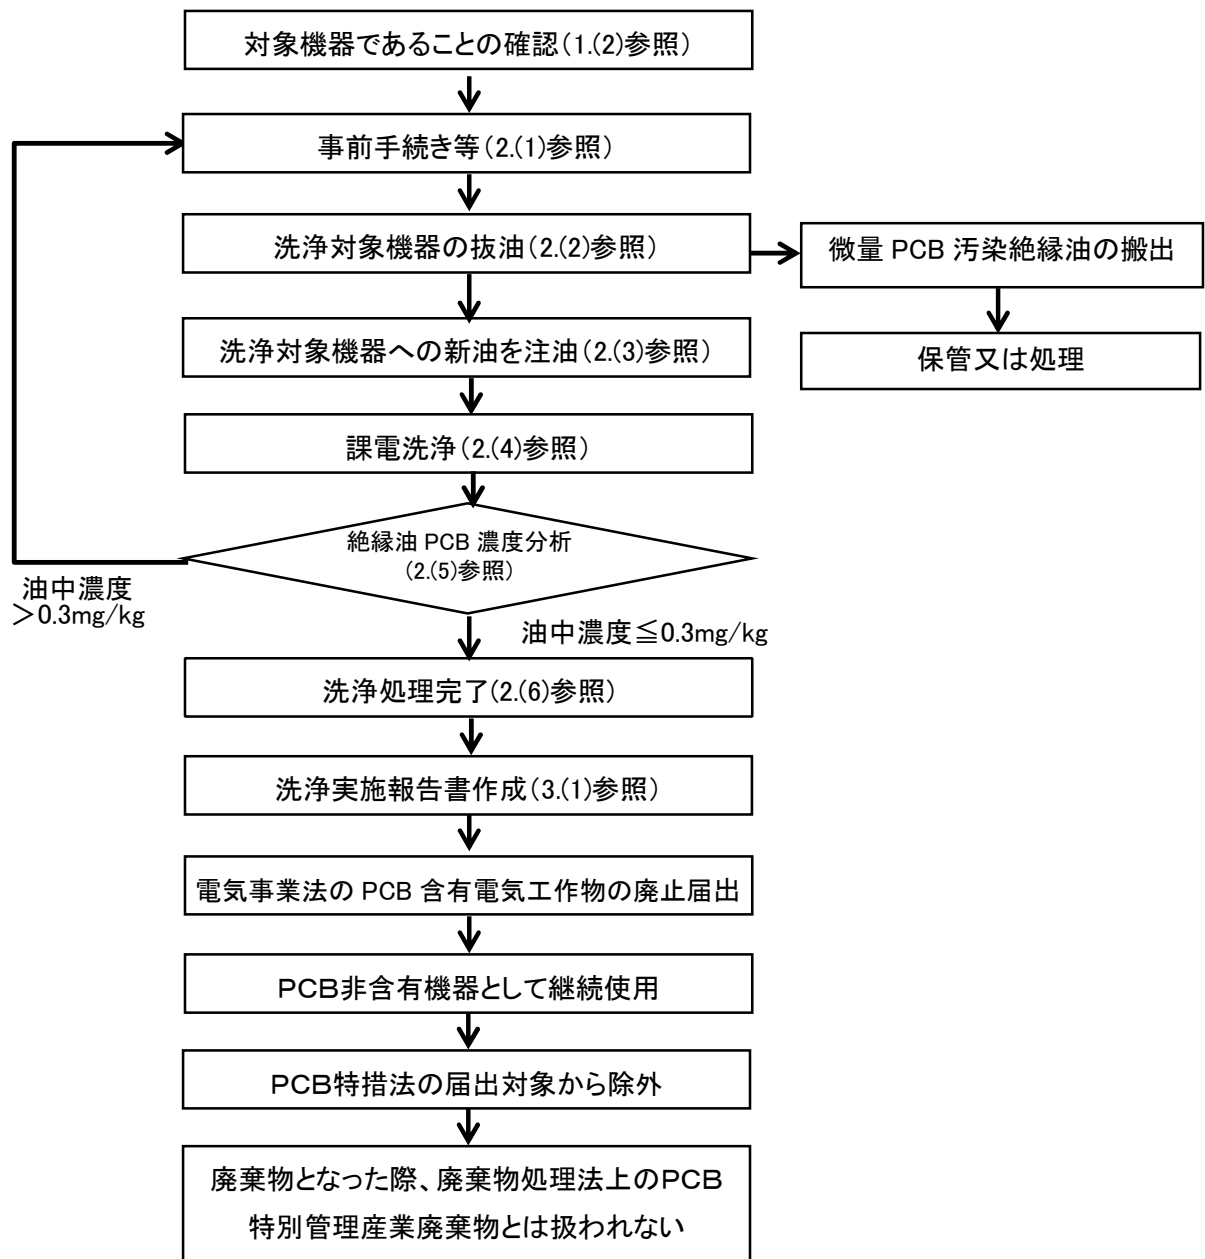 対象機器であることの確認(1.(2)参照)
事前手続き等(2.(1)参照)
洗浄対象機器の抜油(2.(2)参照)
微量 PCB 汚染絶縁油の搬出
洗浄対象機器への新油を注油(2.(3)参照)
保管又は処理
課電洗浄(2.(4)参照)
絶縁油 PCB 濃度分析
(2.(5)参照)
油中濃度
＞0.3mg/kg
油中濃度≦0.3mg/kg
洗浄処理完了(2.(6)参照)
洗浄実施報告書作成(3.(1)参照)
電気事業法の PCB 含有電気工作物の廃止届出
ＰＣＢ非含有機器として継続使用
ＰＣＢ特措法の届出対象から除外
廃棄物となった際、廃棄物処理法上のＰＣＢ
特別管理産業廃棄物とは扱われない